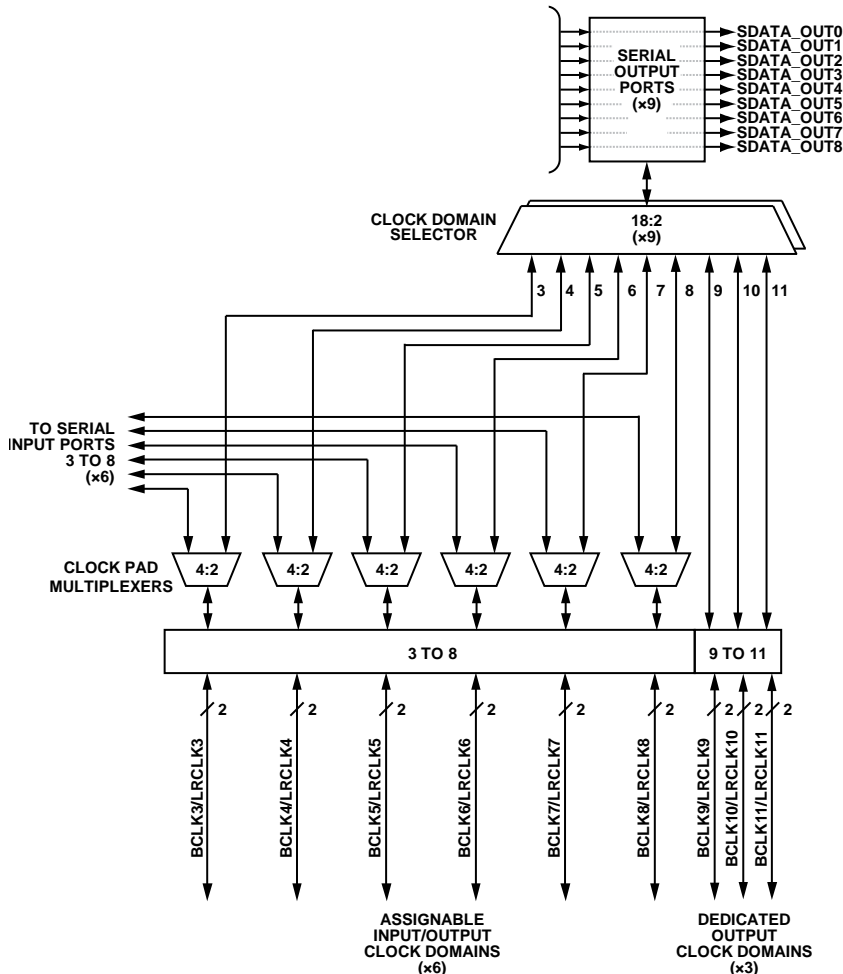 SDATA_OUT0
SDATA_OUT1
SDATA_OUT2
SDATA_OUT3
SDATA_OUT4
SDATA_OUT5
SDATA_OUT6
SDATA_OUT7
SDATA_OUT8
SERIAL
OUTPUT
PORTS
(×9)
CLOCK DOMAIN
SELECTOR
18:2
(×9)
3 4 5 6 7 8 9 10 11
TO SERIAL
INPUT PORTS
3 TO 8
(×6)
CLOCK PAD
MULTIPLEXERS
4:2 4:2 4:2 4:2 4:2 4:2
3 TO 8
9 TO 11
2 2 2 2 2 2 2 2 2
BCLK3/LRCLK3
BCLK4/LRCLK4
BCLK5/LRCLK5
BCLK6/LRCLK6
BCLK7/LRCLK7
BCLK8/LRCLK8
BCLK9/LRCLK9
BCLK10/LRCLK10
BCLK11/LRCLK11
ASSIGNABLE
INPUT/OUTPUT
CLOCK DOMAINS
(×6)
DEDICATED
OUTPUT
CLOCK DOMAINS
(×3)